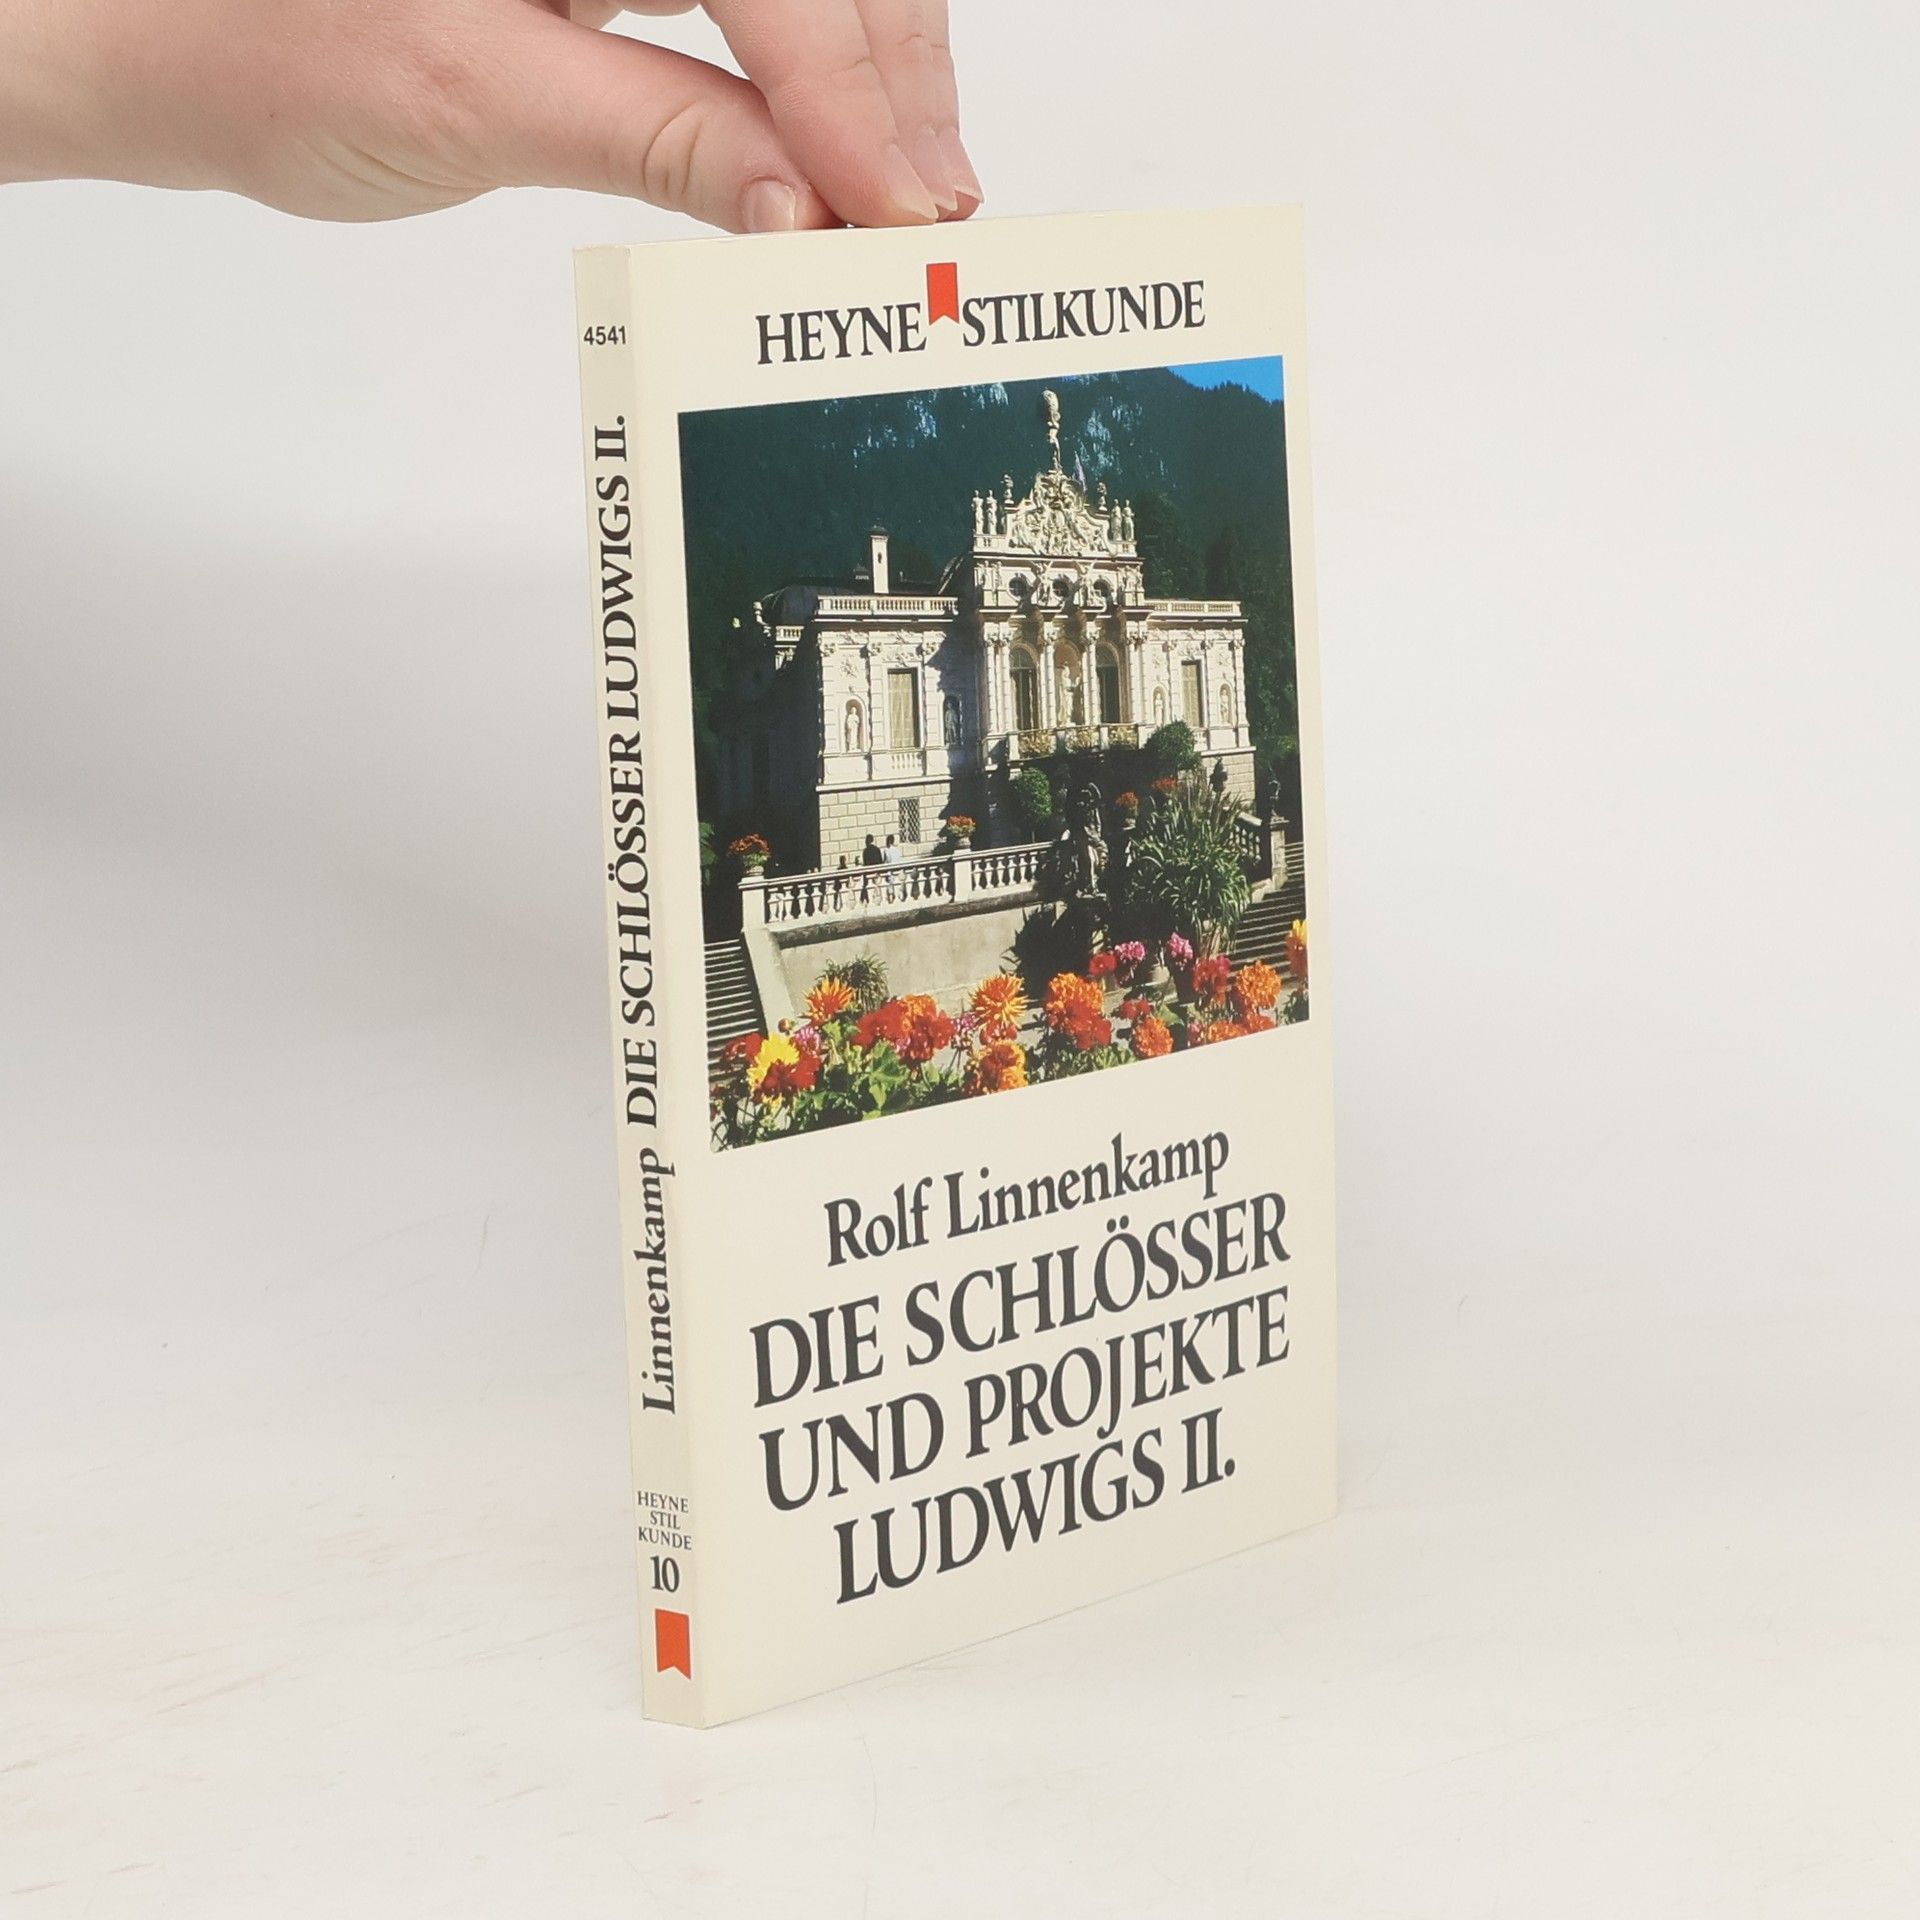 4541
Linnenkamp DIE SCHLÖSSER LUDWIGS II.
HEYNE
STIL
KUNDE
10
HEYNE STILKUNDE
Rolf Linnenkamp
DIE SCHLÖSSER
UND PROJEKTE
LUDWIGS II.